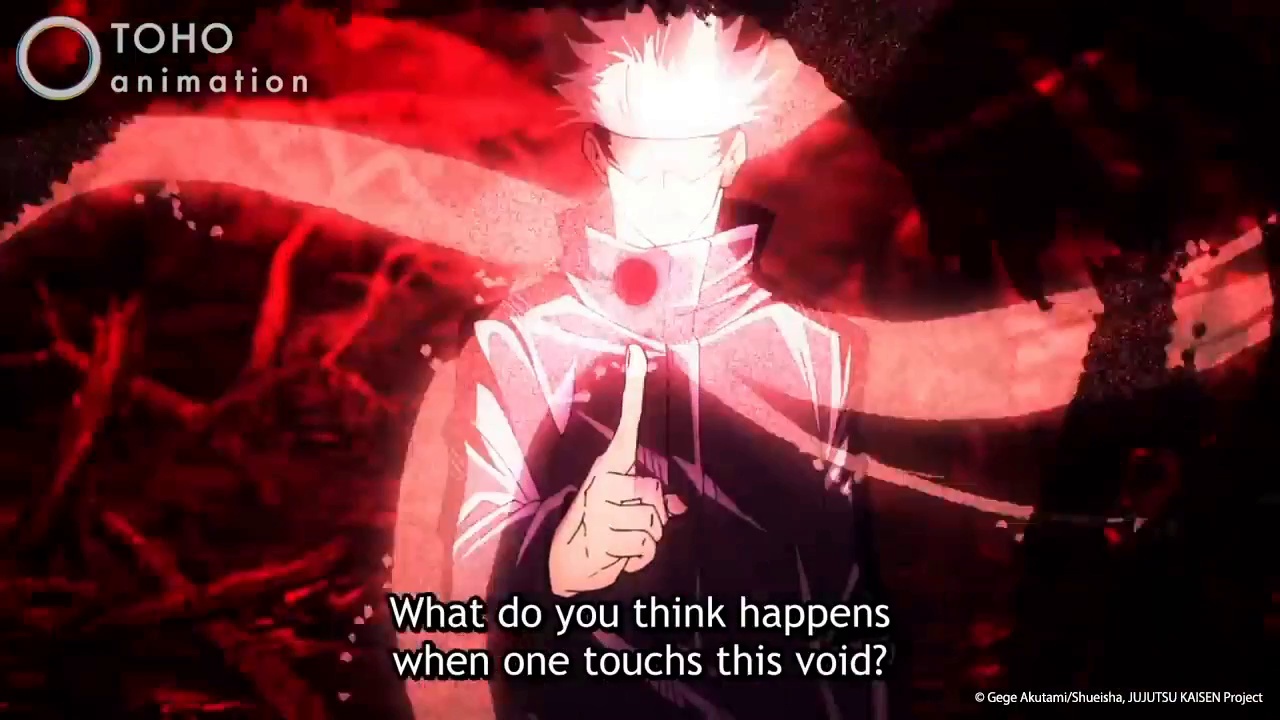 TOHO
animation
What do you think happens
when one touchs this void?
© Gege Akutami/Shueisha, JUJUTSU KAISEN Project